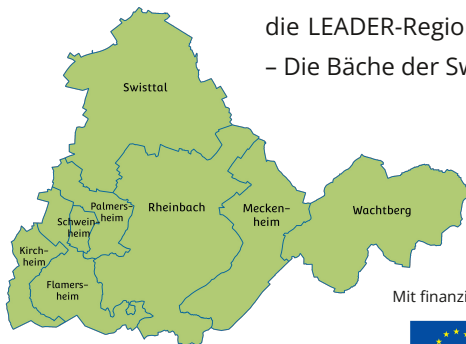 die LEADER-Regio
– Die Bäche der Sw
Swisttal
Palmers-
heim
Rheinbach
Mecken-
heim
Wachtberg
Schwein-
heim
Kirch-
heim
Flamers-
heim
Mit finanzi